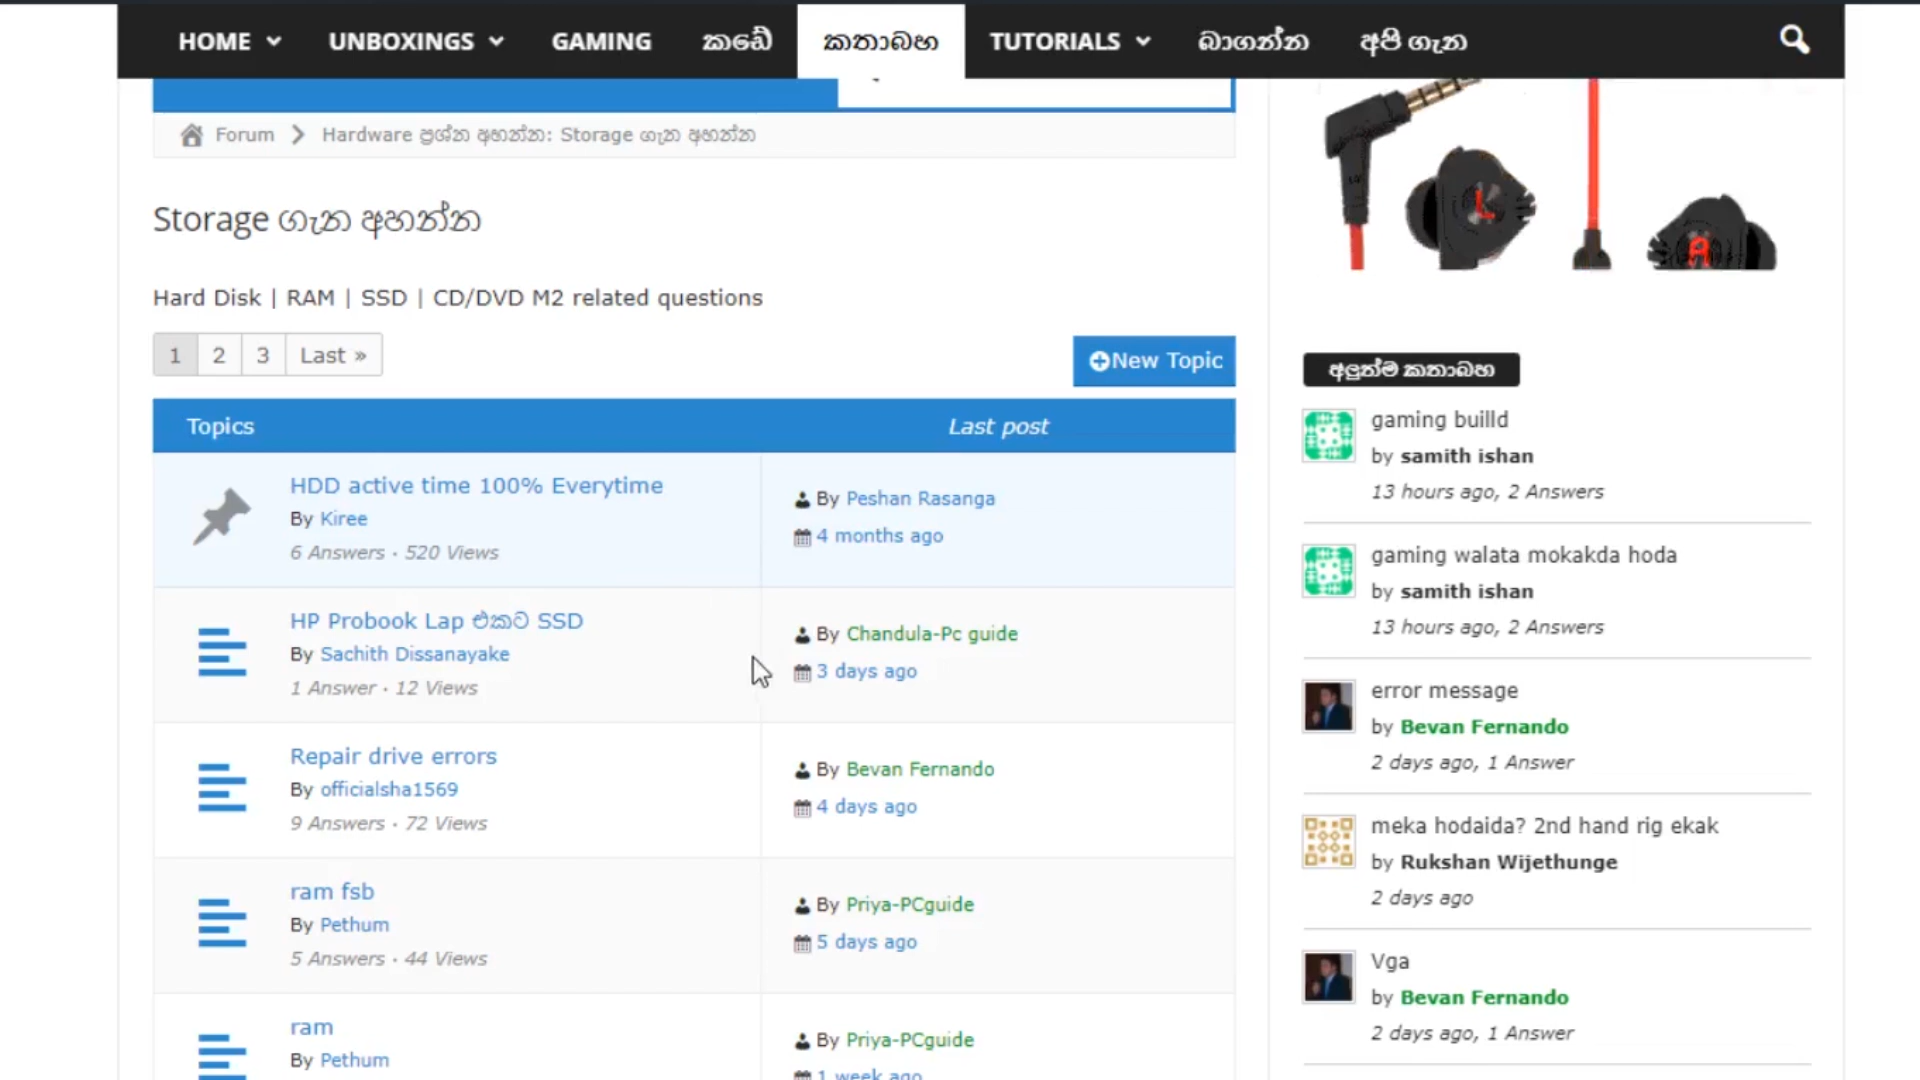 HOME UNBOXINGS GAMING කඩේ කතාබහ TUTORIALS බාගන්න අපි ගැන
Forum Hardware ප්‍රශ්න අහන්න: Storage ගැන අහන්න
Storage ගැන අහන්න
Hard Disk | RAM | SSD | CD/DVD M2 related questions
1 2 3 Last »
New Topic
Topics Last post
HDD active time 100% Everytime
By Kiree
6 Answers · 520 Views
By Peshan Rasanga
4 months ago
HP Probook Lap එකට SSD
By Sachith Dissanayake
1 Answer · 12 Views
By Chandula-Pc guide
3 days ago
Repair drive errors
By officialsha1569
9 Answers · 72 Views
By Bevan Fernando
4 days ago
ram fsb
By Pethum
5 Answers · 44 Views
By Priya-PCguide
5 days ago
ram
By Pethum
By Priya-PCguide
1 week ago
L
R
අලුත්ම කතාබහ
gaming builld
by samith ishan
13 hours ago, 2 Answers
gaming walata mokakda hoda
by samith ishan
13 hours ago, 2 Answers
error message
by Bevan Fernando
2 days ago, 1 Answer
meka hodaida? 2nd hand rig ekak
by Rukshan Wijethunge
2 days ago
Vga
by Bevan Fernando
2 days ago, 1 Answer